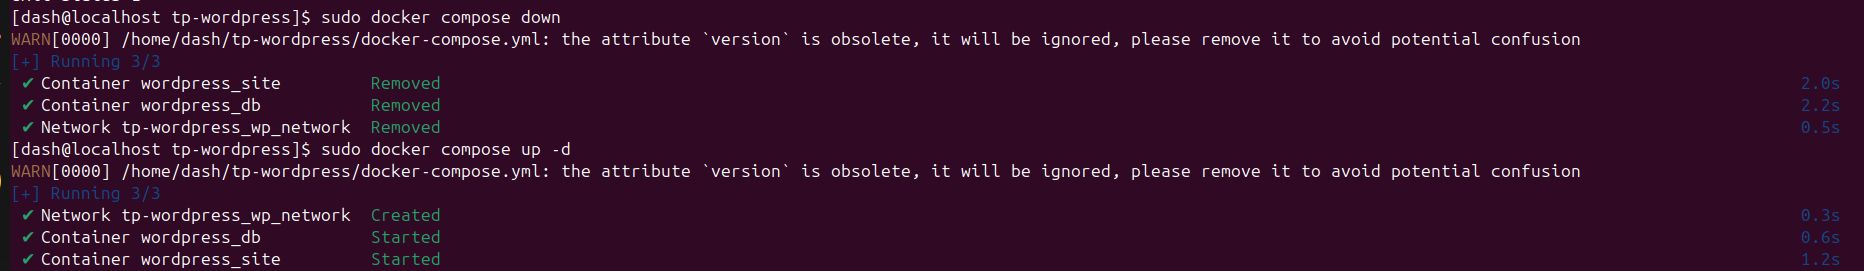 [dash@localhost tp-wordpress]$ sudo docker compose down
WARN[0000] /home/dash/tp-wordpress/docker-compose.yml: the attribute `version` is obsolete, it will be ignored, please remove it to avoid potential confusion
[+] Running 3/3
✔ Container wordpress_site Removed 2.0s
✔ Container wordpress_db Removed 2.2s
✔ Network tp-wordpress_wp_network Removed 0.5s
[dash@localhost tp-wordpress]$ sudo docker compose up -d
WARN[0000] /home/dash/tp-wordpress/docker-compose.yml: the attribute `version` is obsolete, it will be ignored, please remove it to avoid potential confusion
[+] Running 3/3
✔ Network tp-wordpress_wp_network Created 0.3s
✔ Container wordpress_db Started 0.6s
✔ Container wordpress_site Started 1.2s